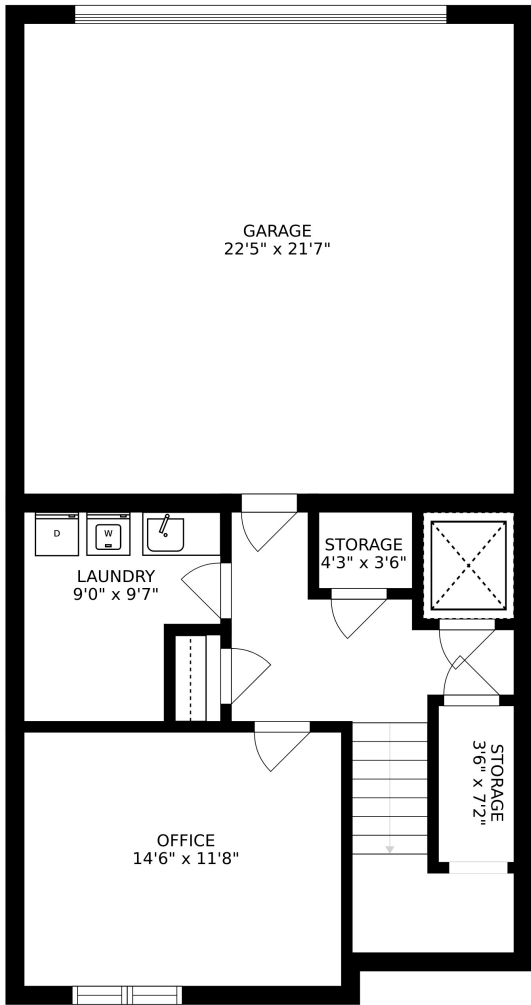 GARAGE
22'5" x 21'7"
D
W
STORAGE
4'3" x 3'6"
LAUNDRY
9'0" x 9'7"
STORAGE
3'6" x 7'2"
OFFICE
14'6" x 11'8"